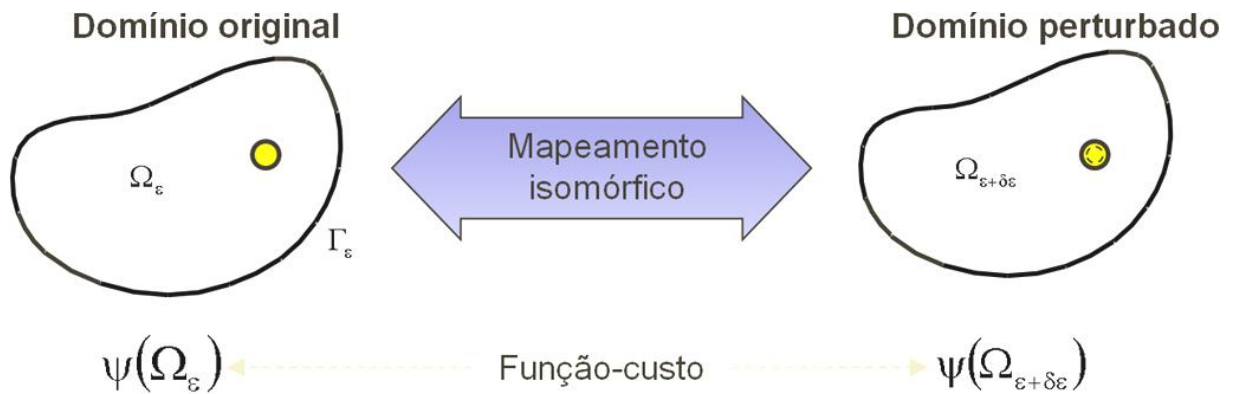 Domínio original
Domínio perturbado
Mapeamento
isomórfico
Ω_ε
Γ_ε
Ω_{ε+δε}
ψ(Ω_ε)
Função-custo
ψ(Ω_{ε+δε})